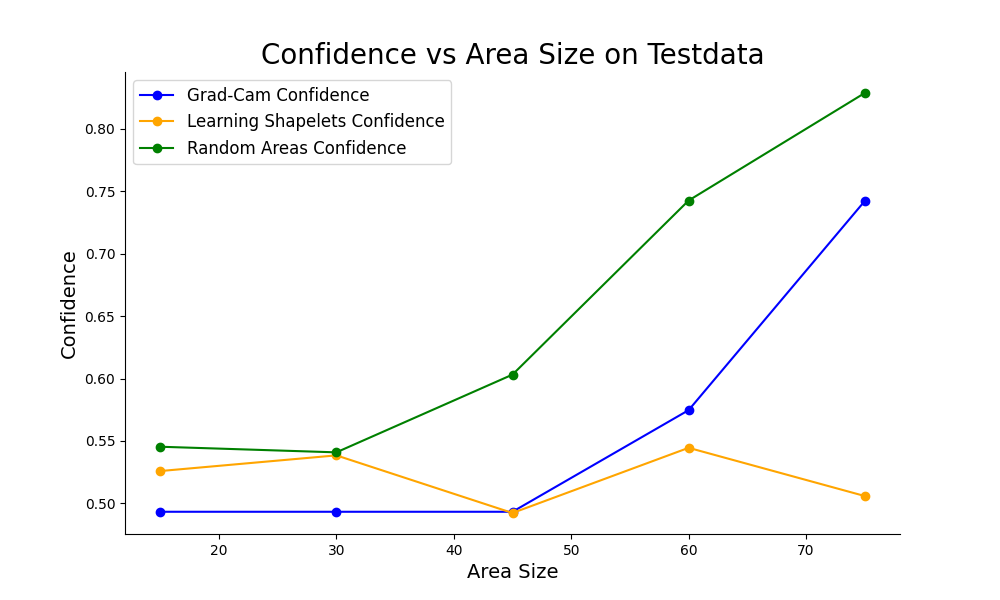 Confidence vs Area Size on Testdata
Grad-Cam Confidence
Learning Shapelets Confidence
Random Areas Confidence
0.80
0.75
0.70
0.65
0.60
0.55
0.50
Confidence
20 30 40 50 60 70
Area Size